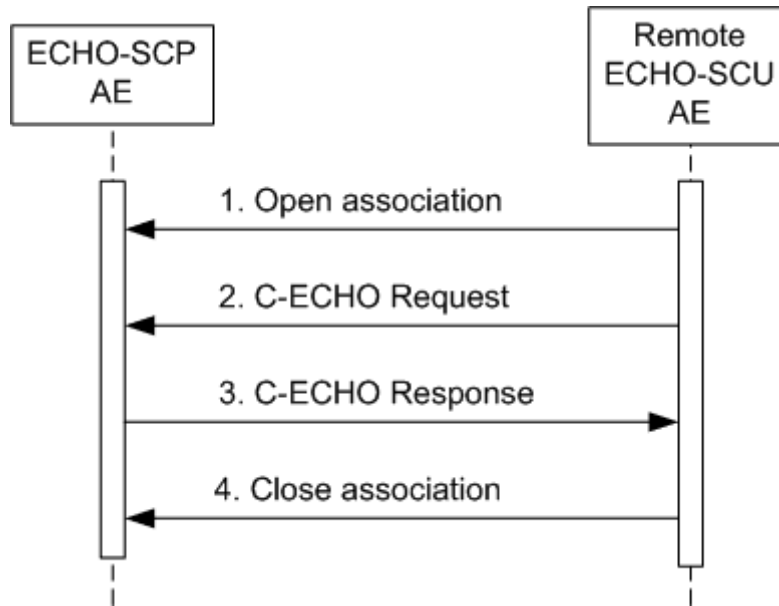 ECHO-SCP
AE
Remote
ECHO-SCU
AE
1. Open association
2. C-ECHO Request
3. C-ECHO Response
4. Close association